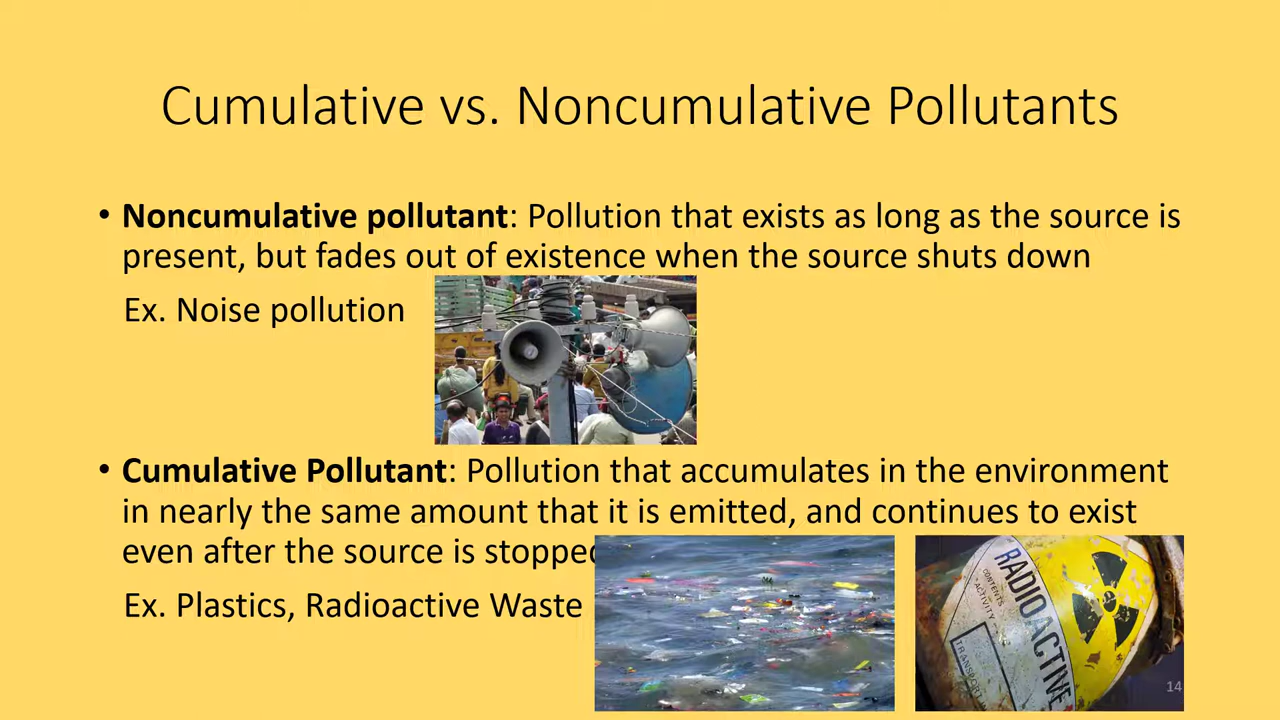 Cumulative vs. Noncumulative Pollutants
• Noncumulative pollutant: Pollution that exists as long as the source is
present, but fades out of existence when the source shuts down
Ex. Noise pollution
• Cumulative Pollutant: Pollution that accumulates in the environment
in nearly the same amount that it is emitted, and continues to exist
even after the source is stopped
Ex. Plastics, Radioactive Waste
RADIOACTIVE
CONTENTS
ACTIVITY
TRANSPORT
14